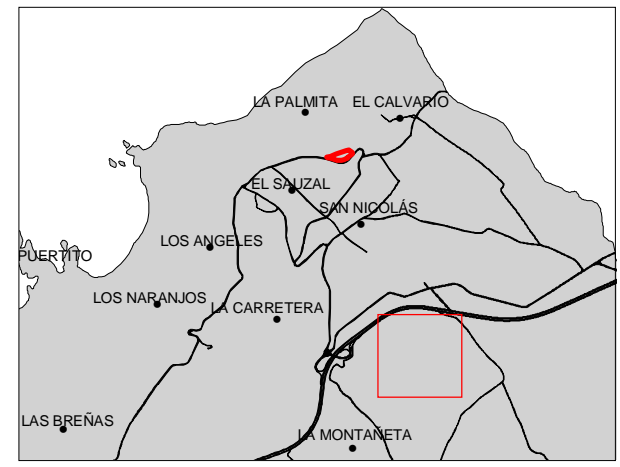 LA PALMITA
EL CALVARIO
EL SAUZAL
SAN NICOLÁS
LOS ANGELES
PUERTITO
LOS NARANJOS
LA CARRETERA
LAS BREÑAS
LA MONTAÑETA